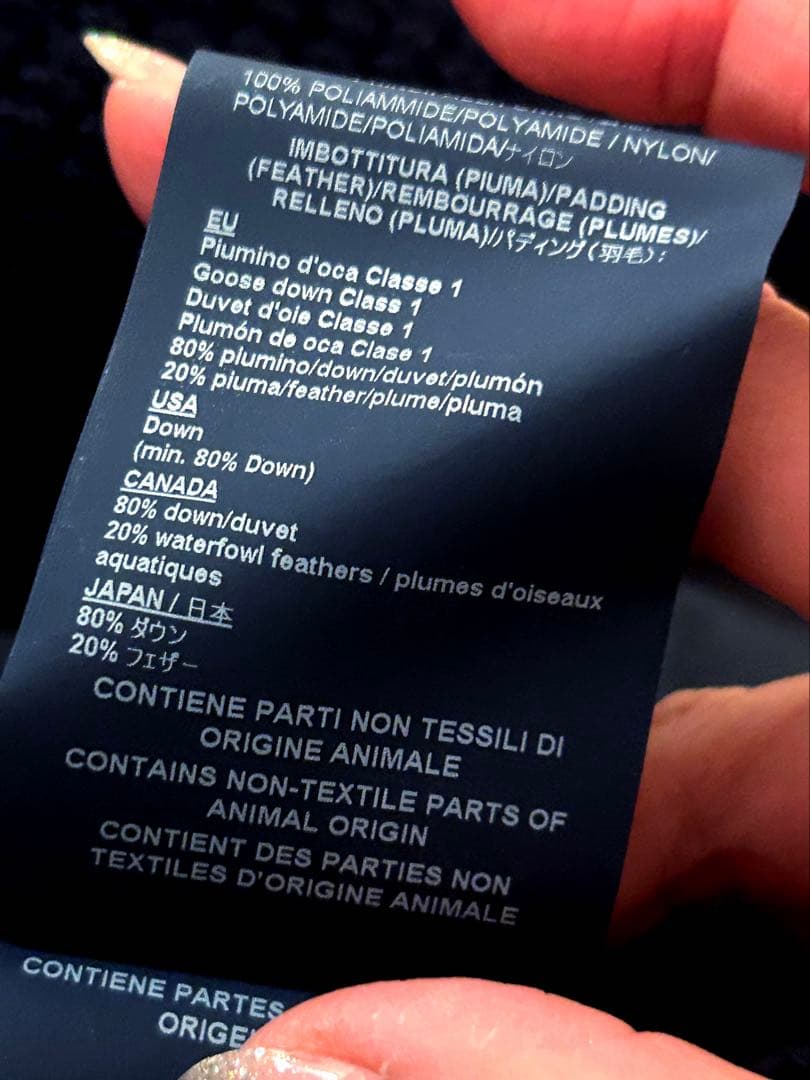 100% POLIAMMIDE/POLYAMIDE / NYLON/
POLYAMIDE/POLIAMIDA/ナイロン
IMBOTTITURA (PIUMA)/PADDING
(FEATHER)/REMBOURRAGE (PLUMES)/
RELLENO (PLUMA)/パディング(羽毛):
EU
Piumino d'oca Classe 1
Goose down Class 1
Duvet d'oie Classe 1
Plumón de oca Clase 1
80% piumino/down/duvet/plumón
20% piuma/feather/plume/pluma
USA
Down
(min. 80% Down)
CANADA
80% down/duvet
20% waterfowl feathers / plumes d'oiseaux
aquatiques
JAPAN / 日本
80% ダウン
20% フェザー
CONTIENE PARTI NON TESSILI DI
ORIGINE ANIMALE
CONTAINS NON-TEXTILE PARTS OF
ANIMAL ORIGIN
CONTIENT DES PARTIES NON
TEXTILES D'ORIGINE ANIMALE
CONTIENE PARTES
ORIGE